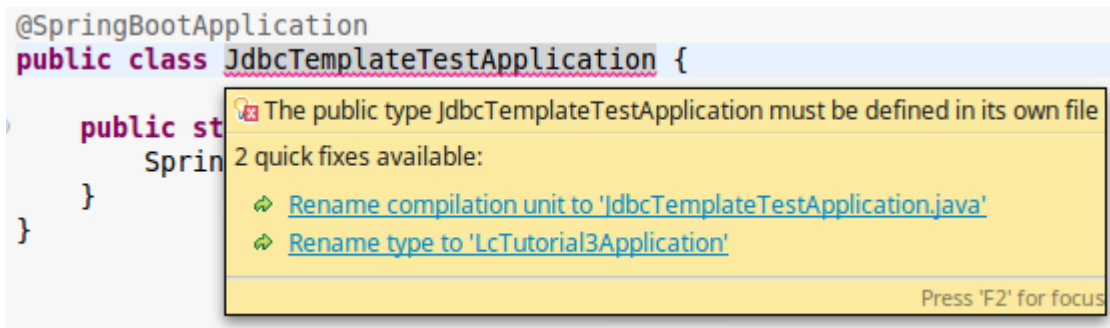 @SpringBootApplication
public class JdbcTemplateTestApplication {
The public type JdbcTemplateTestApplication must be defined in its own file
public st
2 quick fixes available:
Sprin
Rename compilation unit to 'JdbcTemplateTestApplication.java'
}
Rename type to 'LcTutorial3Application'
}
Press 'F2' for focus